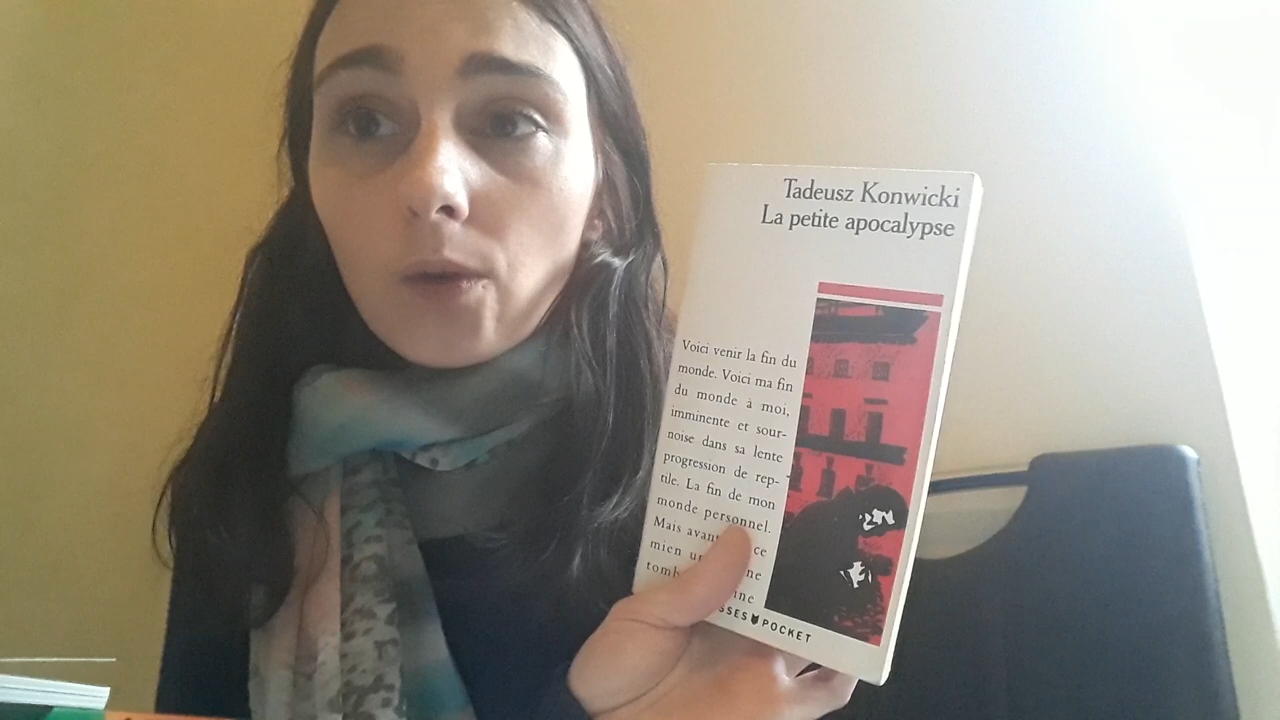 Tadeusz Konwicki
La petite apocalypse
Voici venir la fin du
monde. Voici ma fin
du monde à moi,
imminente et sour-
noise dans sa lente
progression de rep-
tile. La fin de mon
monde personnel.
Mais avant ce
mien
POCKET